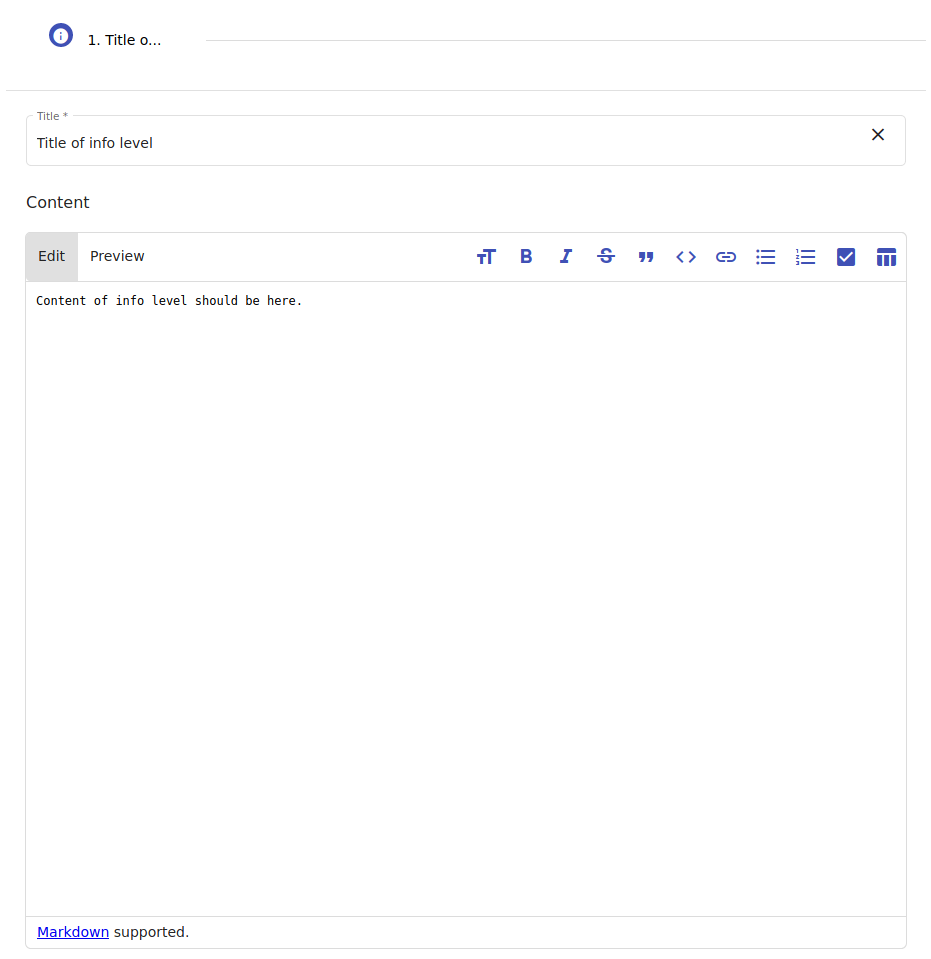 1. Title o...
Title *
Title of info level
Content
Edit Preview
Content of info level should be here.
Markdown supported.